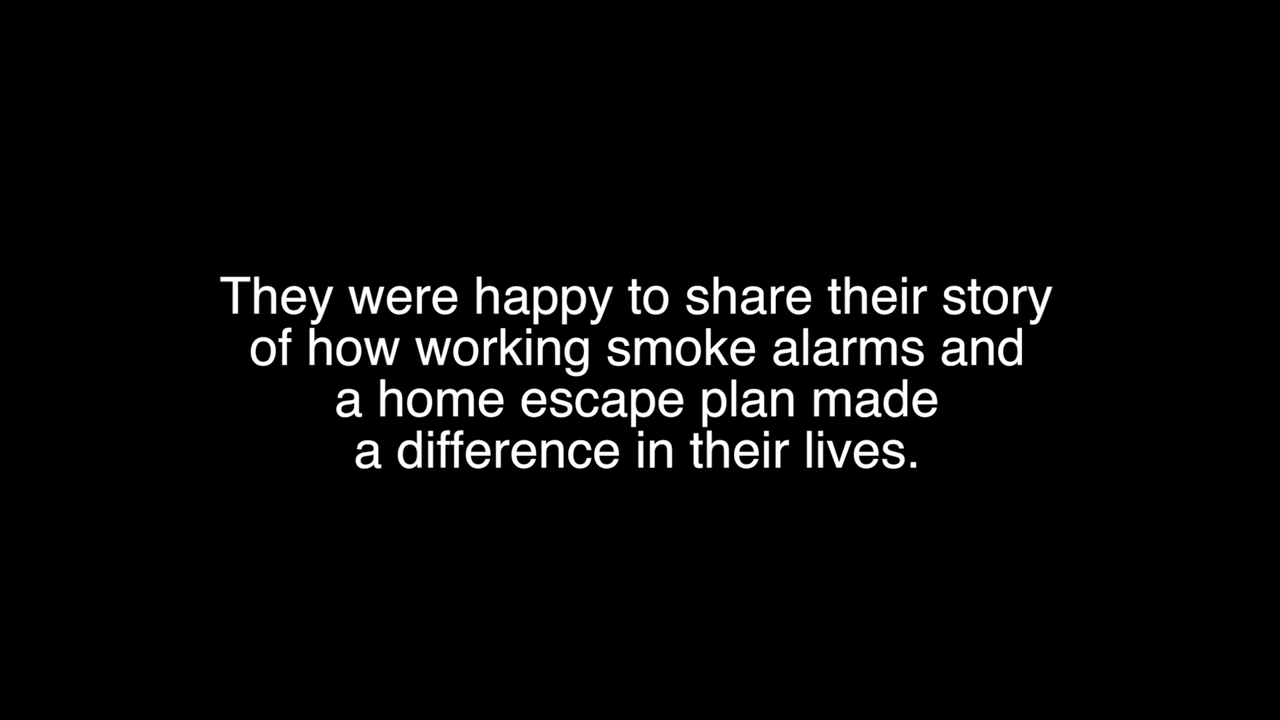 They were happy to share their story
of how working smoke alarms and
a home escape plan made
a difference in their lives.